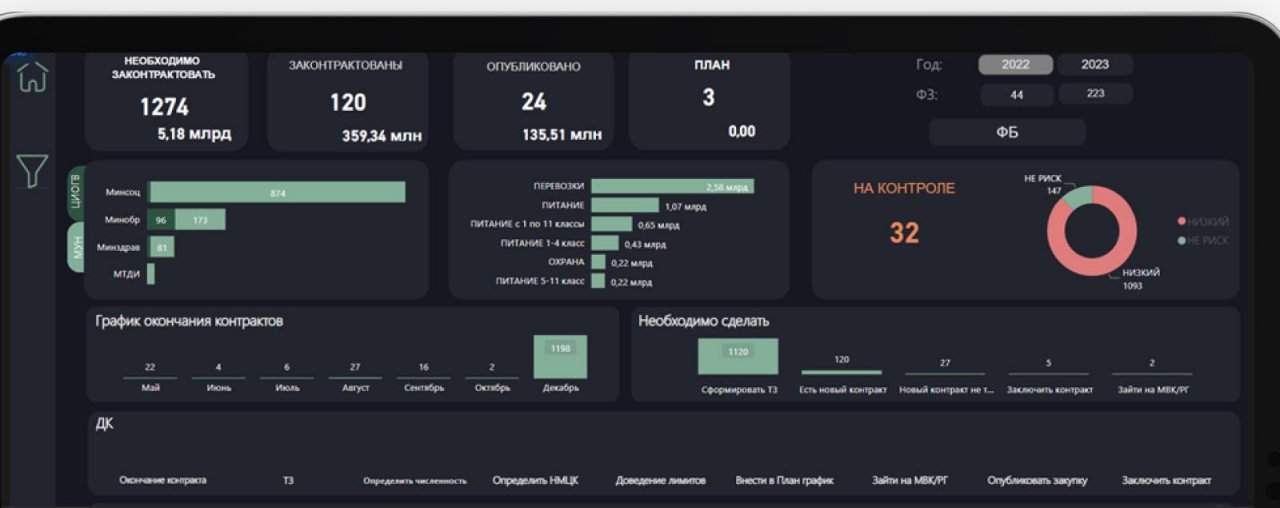 НЕОБХОДИМО
ЗАКОНТРАКТОВАТЬ
1274
5,18 млрд
ЗАКОНТРАКТОВАНЫ
120
359,34 млн
ОПУБЛИКОВАНО
24
135,51 млн
ПЛАН
3
0,00
Год: 2022 2023
ФЗ: 44 223
ФБ
ЦИОГВ
МУН
Минсоц 874
Минобр 96 173
Минздрав 81
МТДИ
ПЕРЕВОЗКИ 2,58 млрд
ПИТАНИЕ 1,07 млрд
ПИТАНИЕ с 1 по 11 классы 0,65 млрд
ПИТАНИЕ 1-4 класс 0,43 млрд
ОХРАНА 0,22 млрд
ПИТАНИЕ 5-11 класс 0,22 млрд
НА КОНТРОЛЕ
32
НЕ РИСК
147
НИЗКИЙ
1093
НИЗКИЙ
НЕ РИСК
График окончания контрактов
22 4 6 27 16 2 1198
Май Июнь Июль Август Сентябрь Октябрь Декабрь
Необходимо сделать
1120 120 27 5 2
Сформировать ТЗ Есть новый контракт Новый контракт не т... Заключить контракт Зайти на МВК/РГ
ДК
Окончание контракта ТЗ Определить численность Определить НМЦК Доведение лимитов Внести в План график Зайти на МВК/РГ Опубликовать закупку Заключить контракт